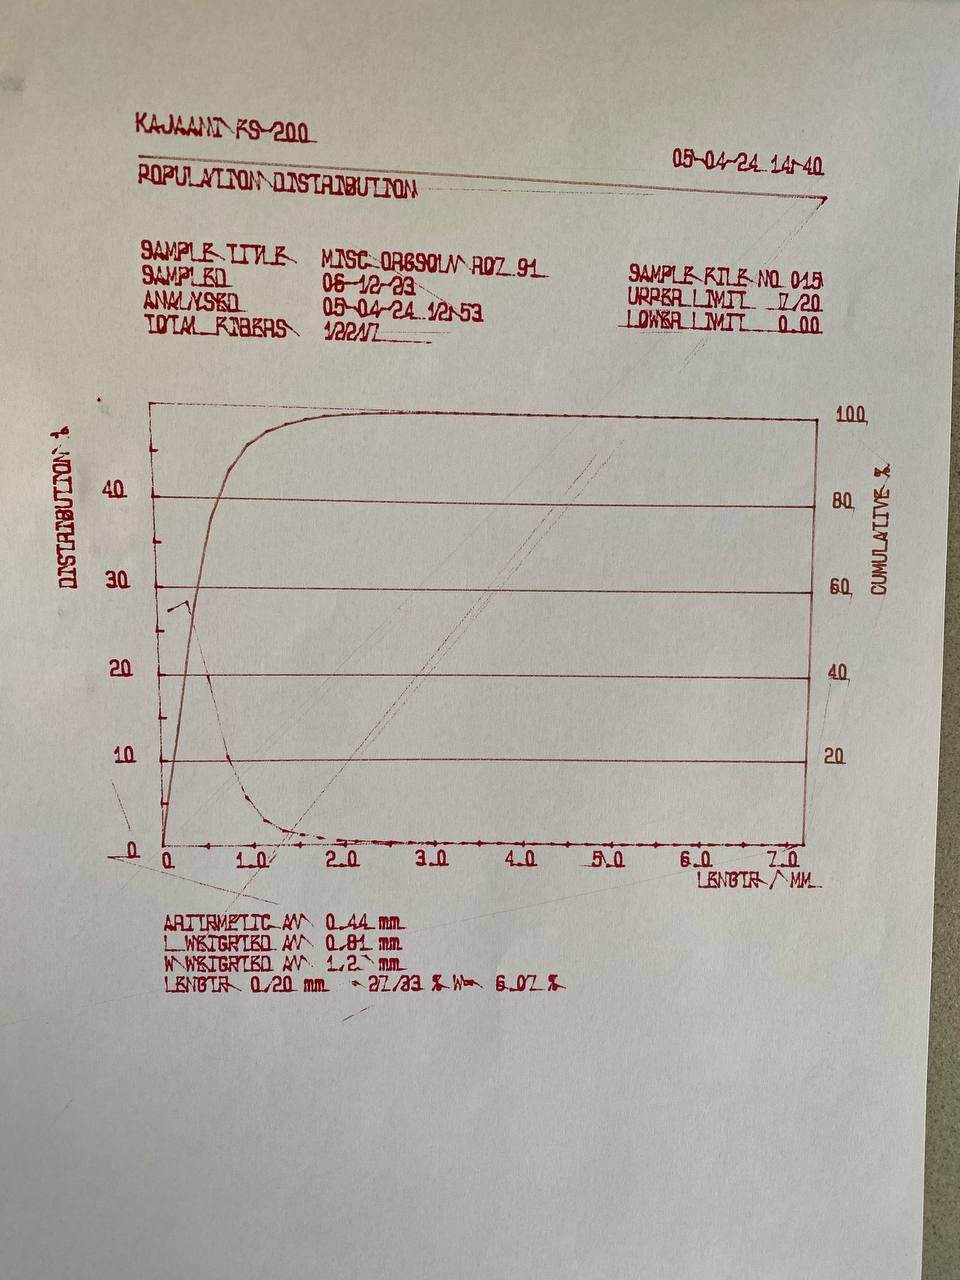 KAJAANI FS-200
05-04-24 14:40
POPULATION DISTRIBUTION
SAMPLE TITLE MISC
SAMPLED 06-12-23
ANALYSED 05-04-24 12:53
TOTAL FIBERS 12217
SAMPLE FILE NO 015
UPPER LIMIT 7.20
LOWER LIMIT 0.00
DISTRIBUTION %
CUMULATIVE %
40
30
20
10
0
100
80
60
40
20
0. 1.0 2.0 3.0 4.0 5.0 6.0 7.0
LENGTH / MM
ARITHMETIC AV 0.44 mm
L WEIGHTED AV 0.81 mm
W WEIGHTED AV mm
LENGTH 0.20 mm % W= 6.07 %